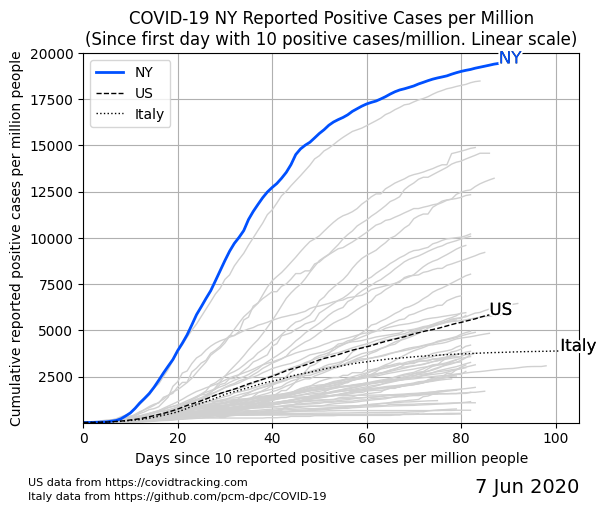 COVID-19 NY Reported Positive Cases per Million
(Since first day with 10 positive cases/million. Linear scale)
Cumulative reported positive cases per million people
20000
17500
15000
12500
10000
7500
5000
2500
NY
US
Italy
NY
US
Italy
0
20
40
60
80
100
Days since 10 reported positive cases per million people
US data from https://covidtracking.com
Italy data from https://github.com/pcm-dpc/COVID-19
7 Jun 2020